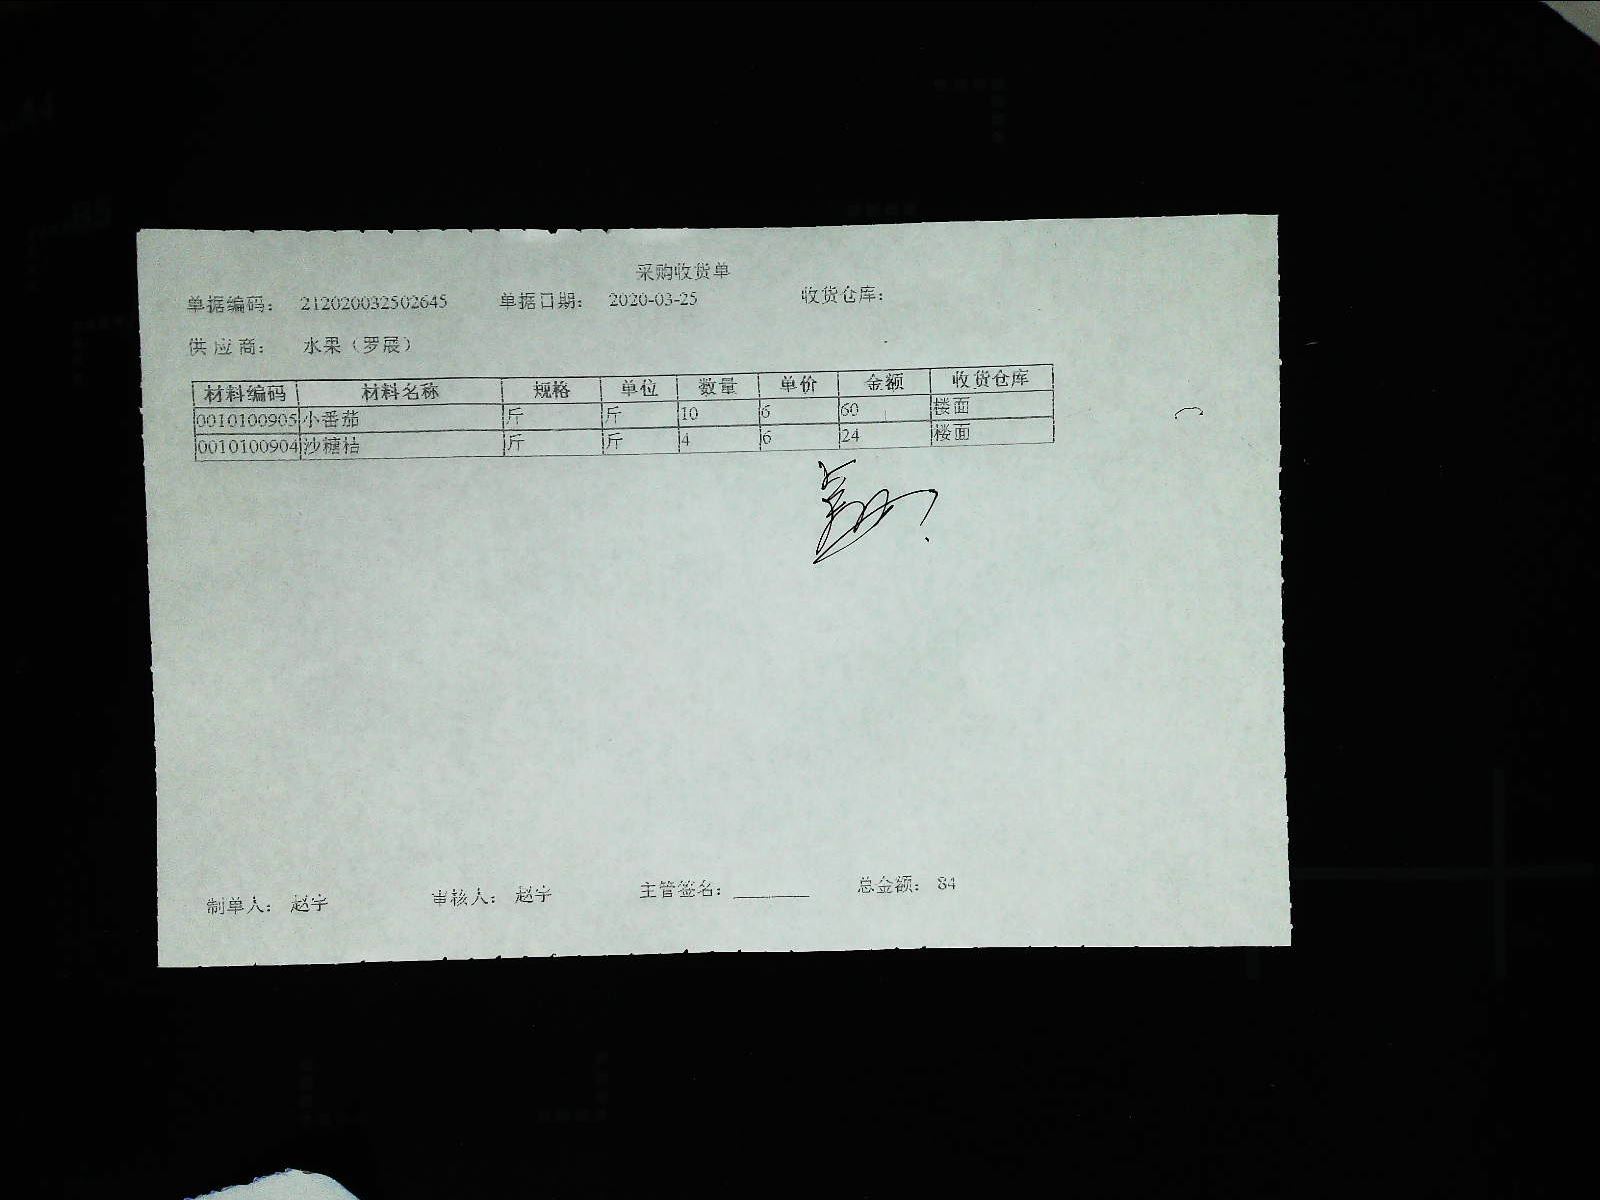 采购收货单
单据编码： 212020032502645 单据日期： 2020-03-25 收货仓库：
供应商： 水果（罗展）
材料编码 材料名称 规格 单位 数量 单价 金额 收货仓库
0010100905 小番茄 斤 斤 10 6 60 楼面
0010100904 沙糖桔 斤 斤 4 6 24 楼面
制单人： 赵宇 审核人： 赵宇 主管签名： 总金额： 84